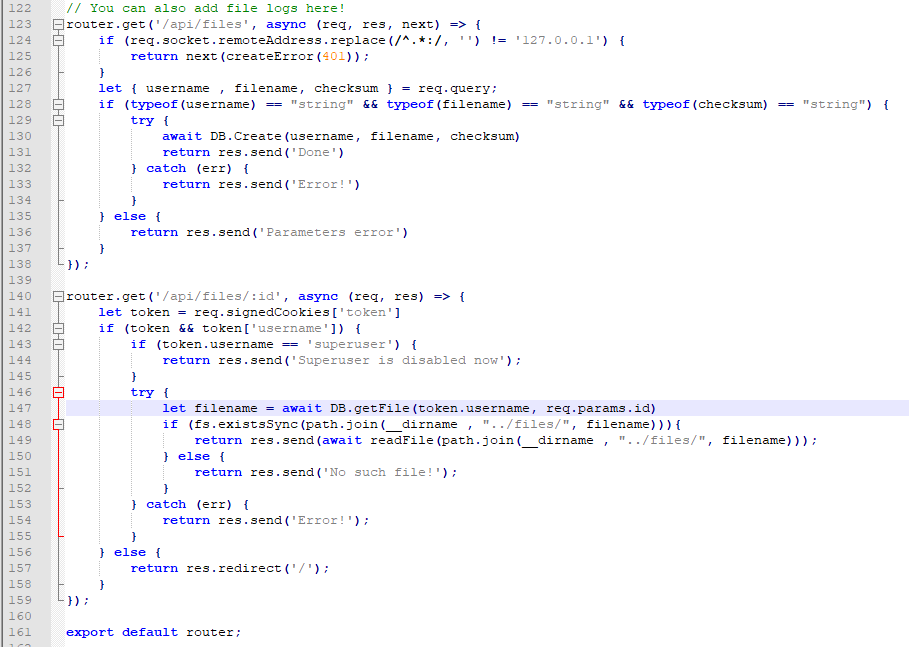 122 // You can also add file logs here!
123 router.get('/api/files', async (req, res, next) => {
124     if (req.socket.remoteAddress.replace(/^.*:/, '') != '127.0.0.1') {
125         return next(createError(401));
126     }
127     let { username , filename, checksum } = req.query;
128     if (typeof(username) == "string" && typeof(filename) == "string" && typeof(checksum) == "string") {
129         try {
130             await DB.Create(username, filename, checksum)
131             return res.send('Done')
132         } catch (err) {
133             return res.send('Error!')
134         }
135     } else {
136         return res.send('Parameters error')
137     }
138 });
139
140 router.get('/api/files/:id', async (req, res) => {
141     let token = req.signedCookies['token']
142     if (token && token['username']) {
143         if (token.username == 'superuser') {
144             return res.send('Superuser is disabled now');
145         }
146         try {
147             let filename = await DB.getFile(token.username, req.params.id)
148             if (fs.existsSync(path.join(__dirname , "../files/", filename))){
149                 return res.send(await readFile(path.join(__dirname , "../files/", filename)));
150             } else {
151                 return res.send('No such file!');
152             }
153         } catch (err) {
154             return res.send('Error!');
155         }
156     } else {
157         return res.redirect('/');
158     }
159 });
160
161 export default router;